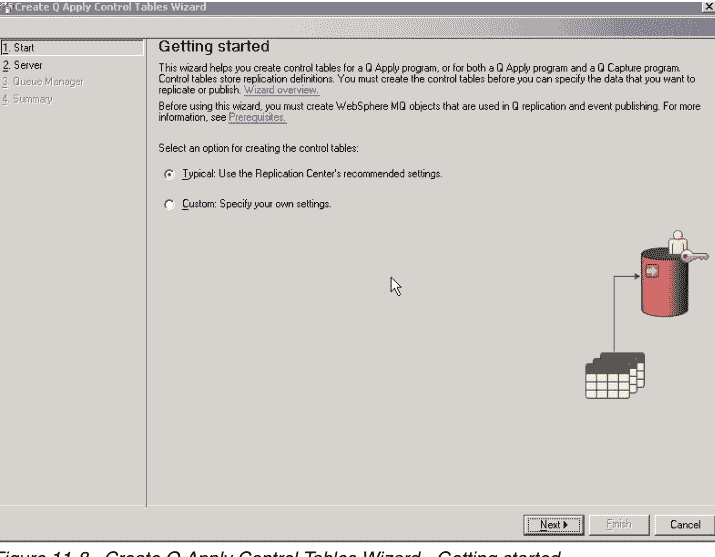 Create Q Apply Control Tables Wizard
1. Start
2. Server
3. Queue Manager
4. Summary
Getting started
This wizard helps you create control tables for a Q Apply program, or for both a Q Apply program and a Q Capture program.
Control tables store replication definitions. You must create the control tables before you can specify the data that you want to
replicate or publish. Wizard overview.
Before using this wizard, you must create WebSphere MQ objects that are used in Q replication and event publishing. For more
information, see Prerequisites.
Select an option for creating the control tables:
Typical: Use the Replication Center's recommended settings.
Custom: Specify your own settings.
Next
Finish
Cancel
Figure 11-8 Create Q Apply Control Tables Wizard - Getting started